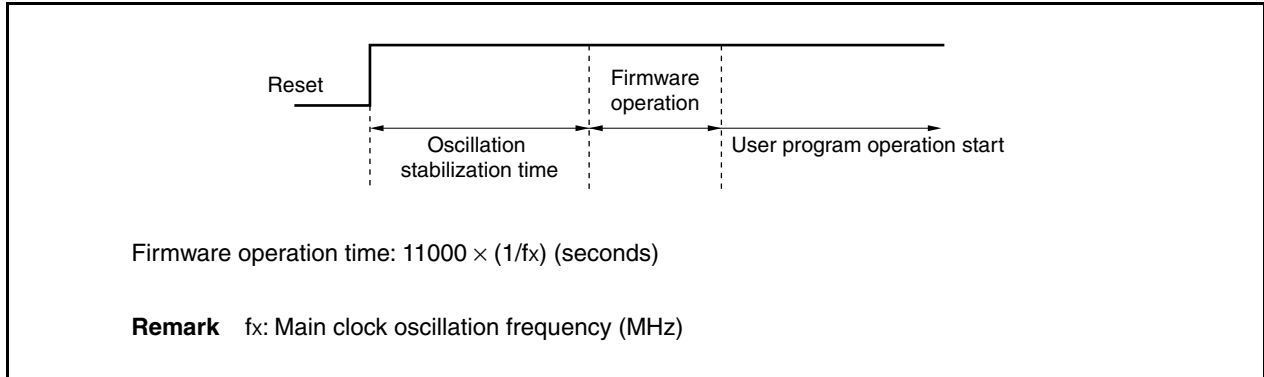 Reset
Firmware
operation
Oscillation
stabilization time
User program operation start
Firmware operation time: 11000 × (1/fx) (seconds)
Remark fx: Main clock oscillation frequency (MHz)